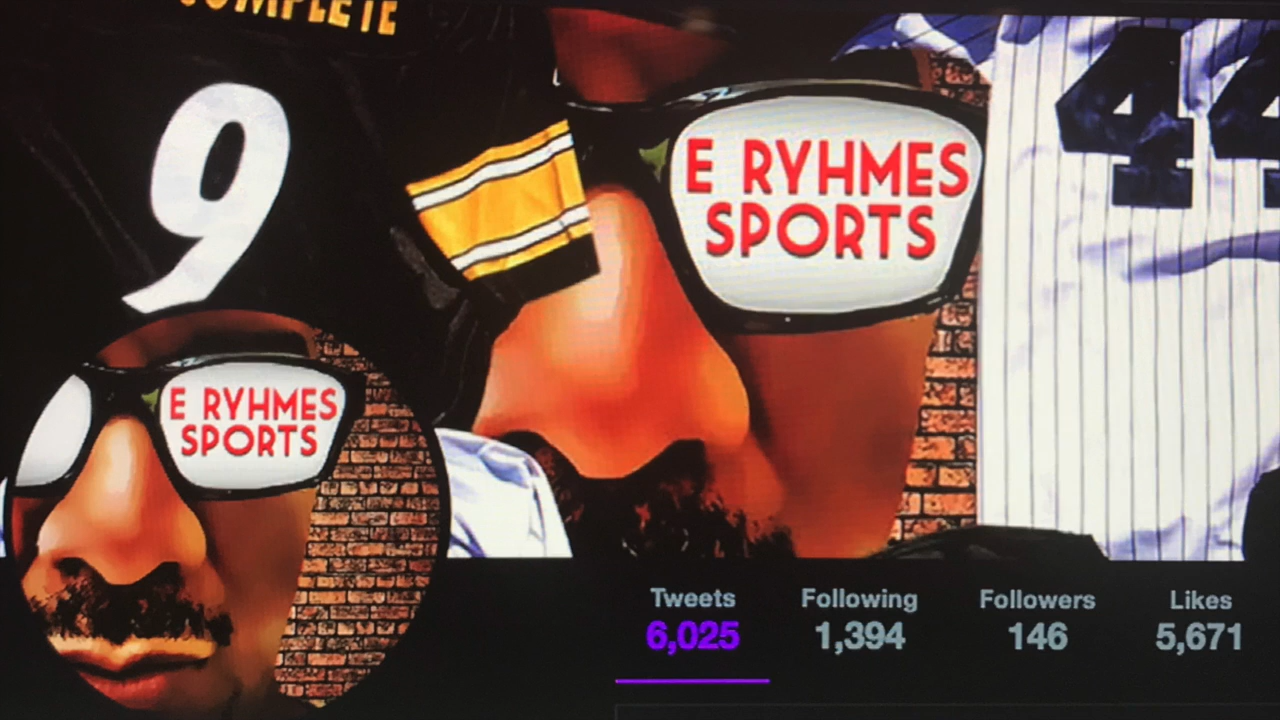 COMPLETE
9
E RYHMES
SPORTS
44
E RYHMES
SPORTS
Tweets
6,025
Following
1,394
Followers
146
Likes
5,671